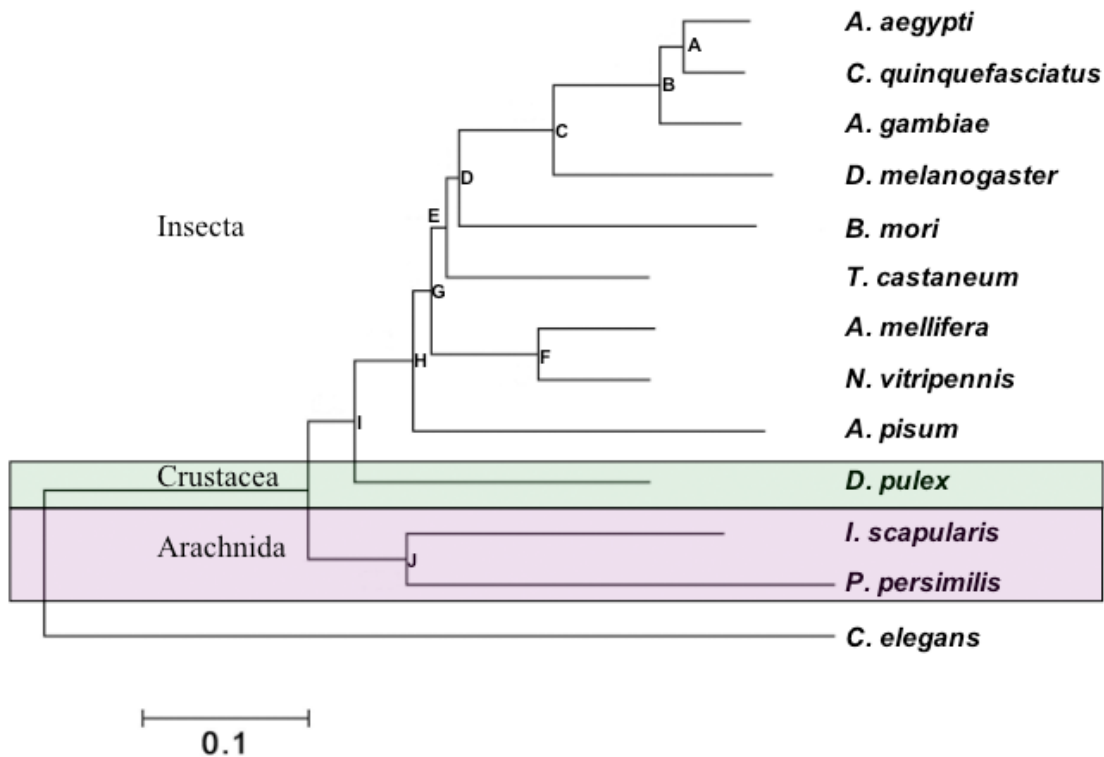 A. aegypti
A
C. quinquefasciatus
B
A. gambiae
C
D. melanogaster
D
E
Insecta
B. mori
T. castaneum
G
A. mellifera
F
H
N. vitripennis
I
A. pisum
Crustacea
D. pulex
I. scapularis
Arachnida
J
P. persimilis
C. elegans
0.1